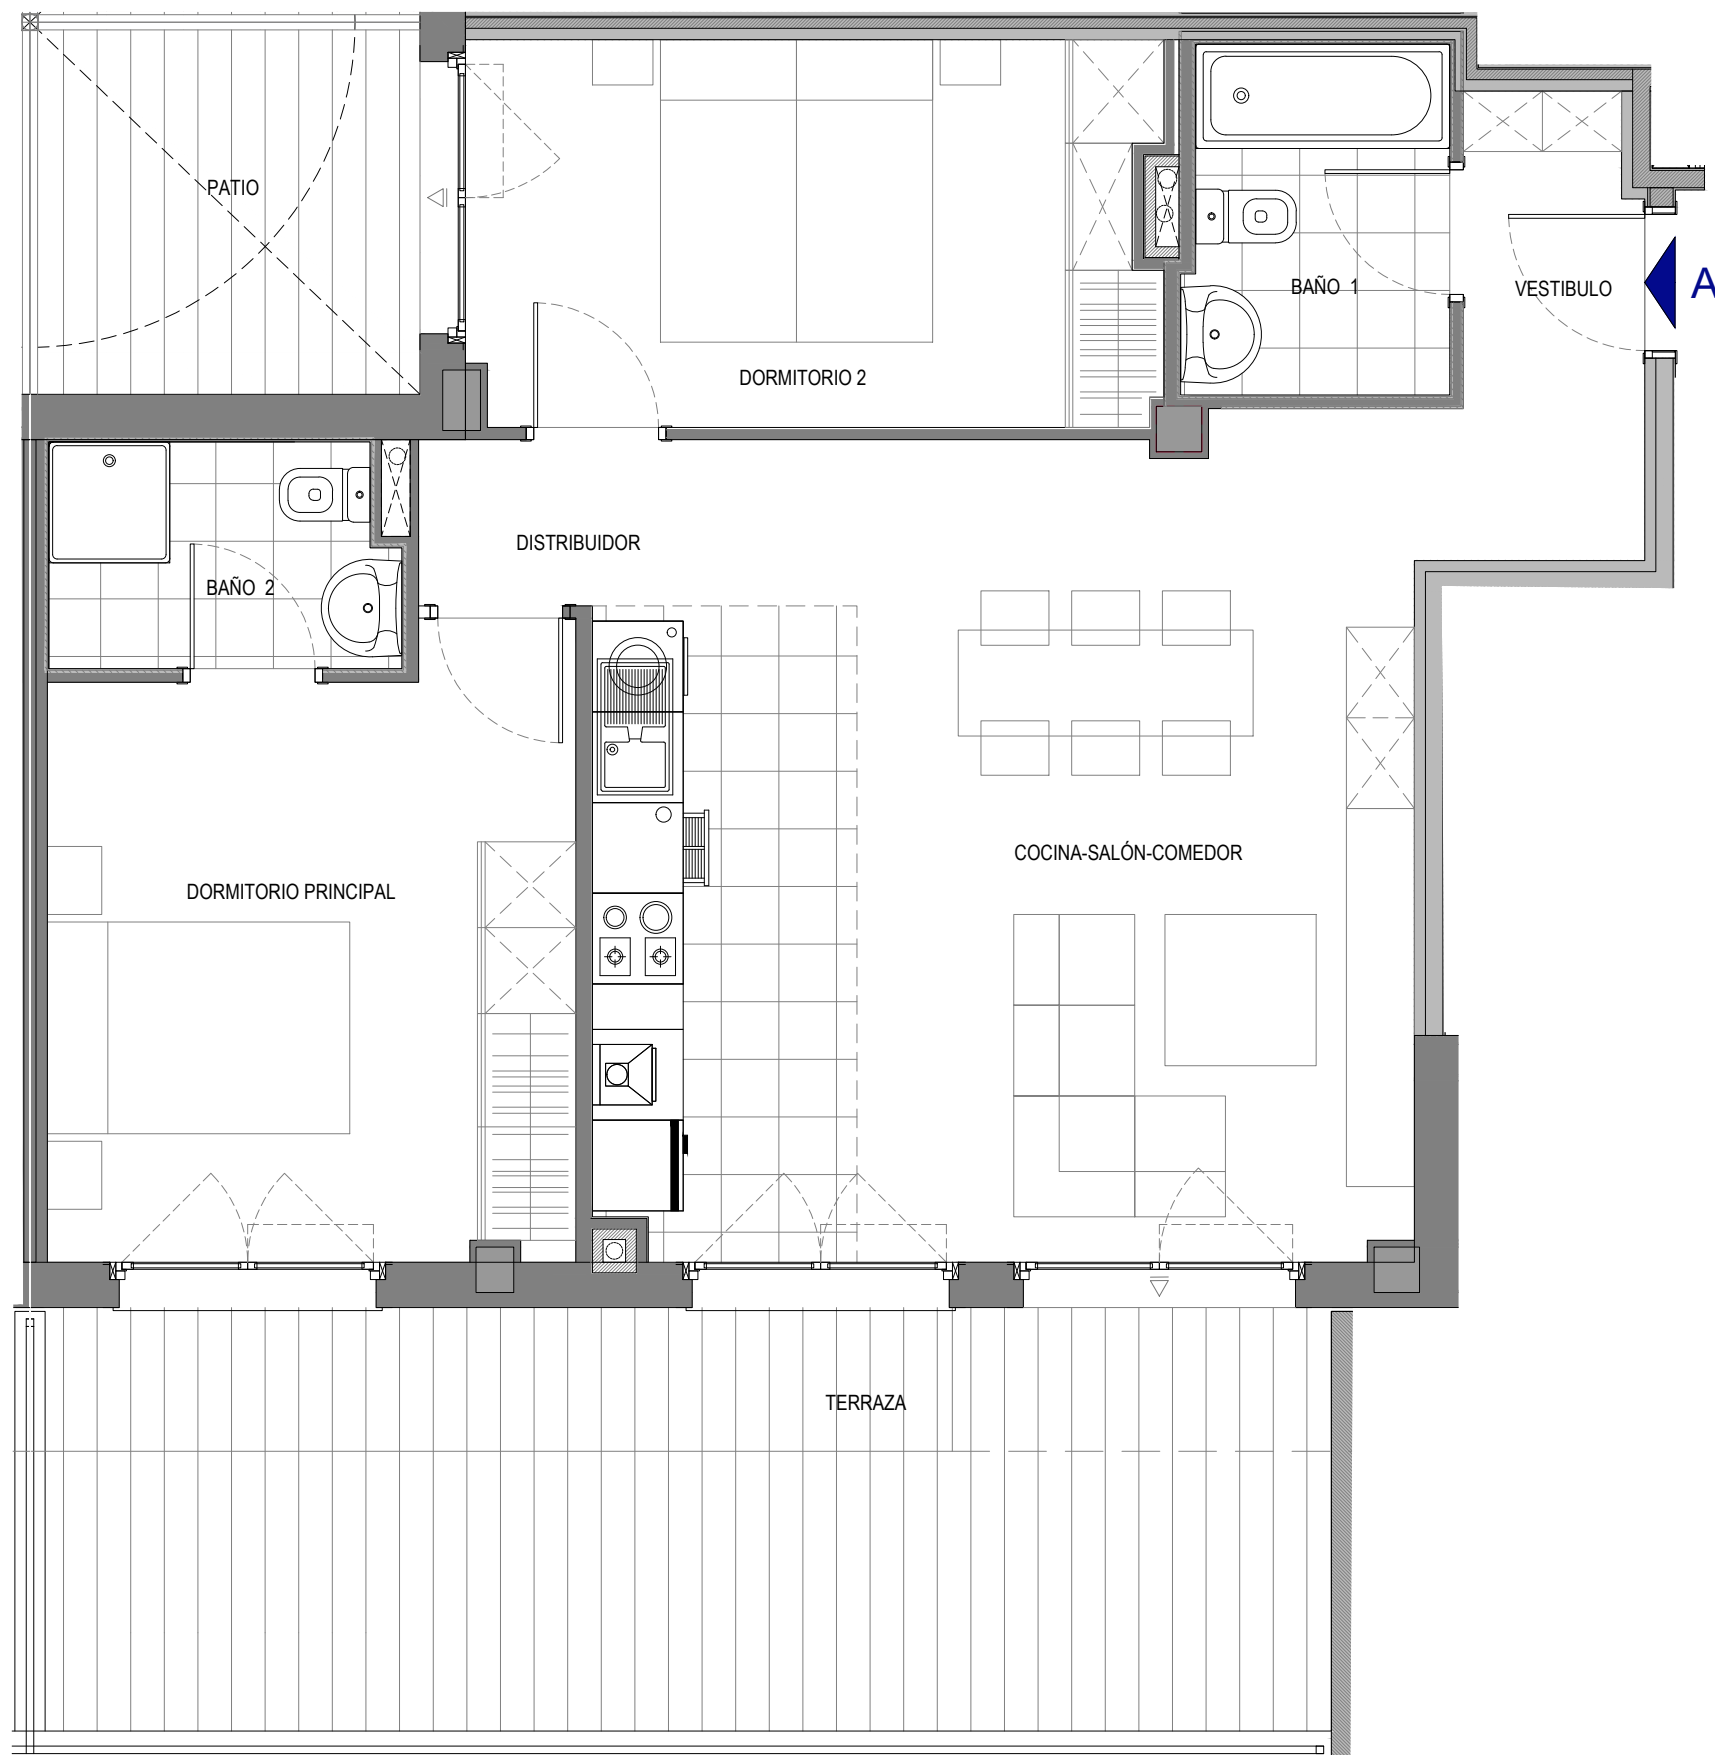 PATIO
BAÑO 1
VESTIBULO
A
DORMITORIO 2
DISTRIBUIDOR
BAÑO 2
COCINA-SALÓN-COMEDOR
DORMITORIO PRINCIPAL
TERRAZA